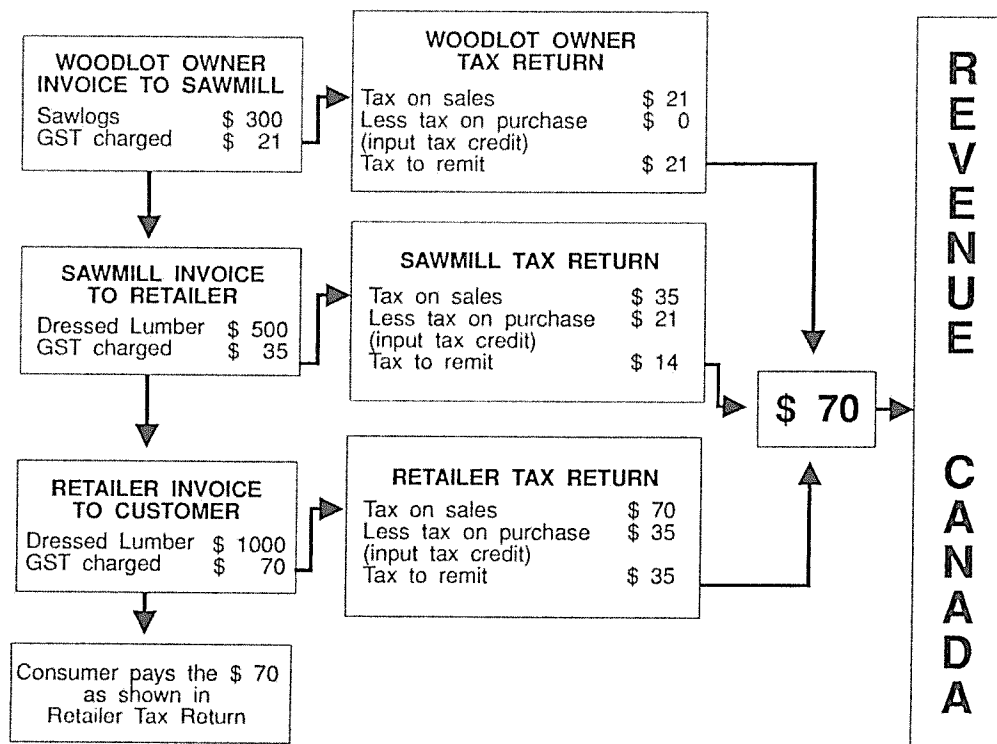 WOODLOT OWNER
INVOICE TO SAWMILL
Sawlogs $ 300
GST charged $ 21
WOODLOT OWNER
TAX RETURN
Tax on sales $ 21
Less tax on purchase $ 0
(input tax credit)
Tax to remit $ 21
SAWMILL INVOICE
TO RETAILER
Dressed Lumber $ 500
GST charged $ 35
SAWMILL TAX RETURN
Tax on sales $ 35
Less tax on purchase $ 21
(input tax credit)
Tax to remit $ 14
RETAILER INVOICE
TO CUSTOMER
Dressed Lumber $ 1000
GST charged $ 70
RETAILER TAX RETURN
Tax on sales $ 70
Less tax on purchase $ 35
(input tax credit)
Tax to remit $ 35
Consumer pays the $ 70
as shown in
Retailer Tax Return
$ 70
REVENUE CANADA